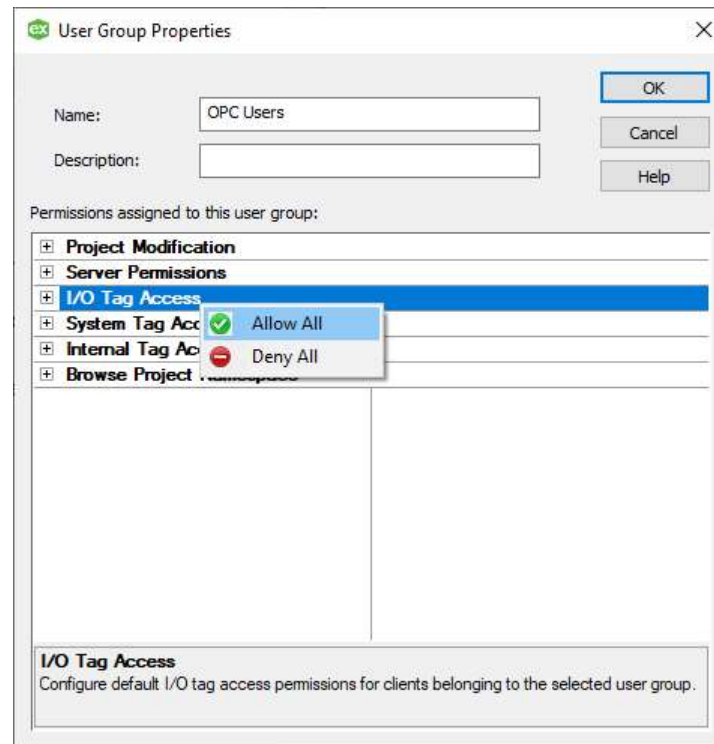 ex User Group Properties
OK
Name: OPC Users
Cancel
Description:
Help
Permissions assigned to this user group:
Project Modification
Server Permissions
I/O Tag Access
System Tag Acc
Allow All
Internal Tag Ac
Deny All
Browse Project
I/O Tag Access
Configure default I/O tag access permissions for clients belonging to the selected user group.